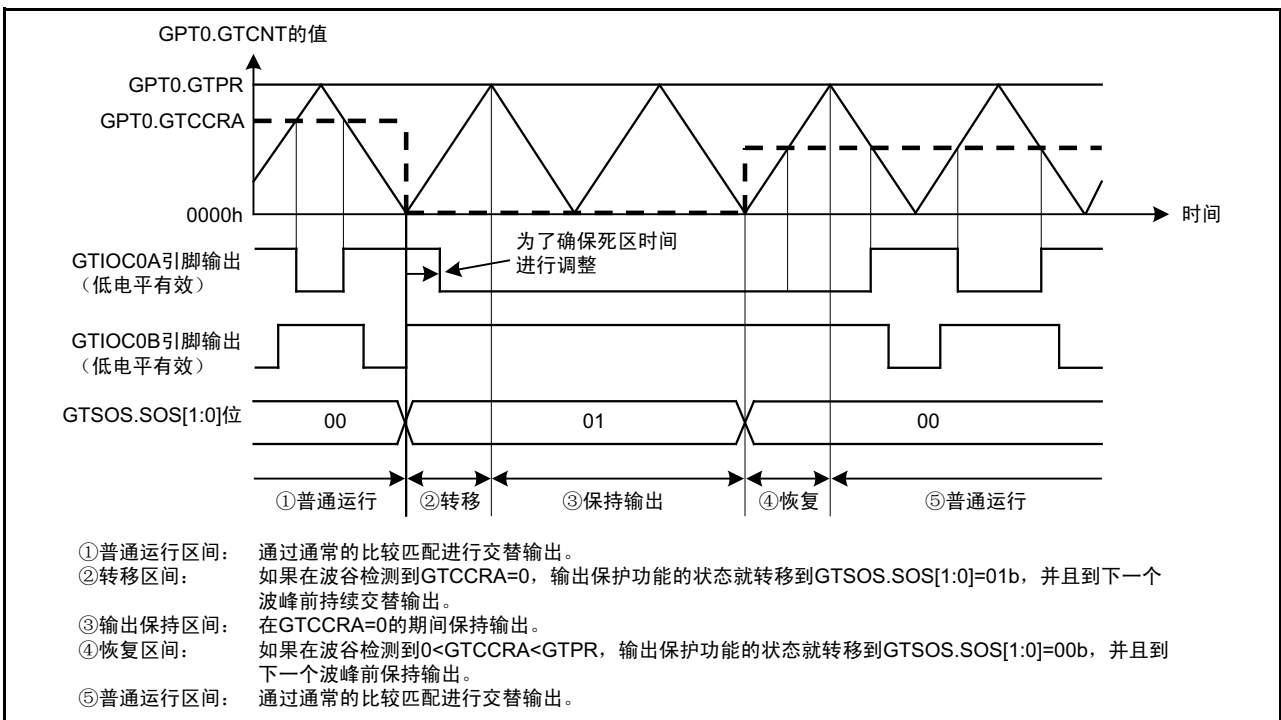 GPT0.GTCNT的值
GPT0.GTPR
GPT0.GTCCRA
0000h
时间
为了确保死区时间
进行调整
GTIOC0A引脚输出
（低电平有效）
GTIOC0B引脚输出
（低电平有效）
GTSOS.SOS[1:0]位
00
01
00
①普通运行
②转移
③保持输出
④恢复
⑤普通运行
①普通运行区间： 通过通常的比较匹配进行交替输出。
②转移区间： 如果在波谷检测到GTCCRA=0，输出保护功能的状态就转移到GTSOS.SOS[1:0]=01b，并且到下一个
波峰前持续交替输出。
③输出保持区间： 在GTCCRA=0的期间保持输出。
④恢复区间： 如果在波谷检测到0<GTCCRA<GTPR，输出保护功能的状态就转移到GTSOS.SOS[1:0]=00b，并且到
下一个波峰前保持输出。
⑤普通运行区间： 通过通常的比较匹配进行交替输出。